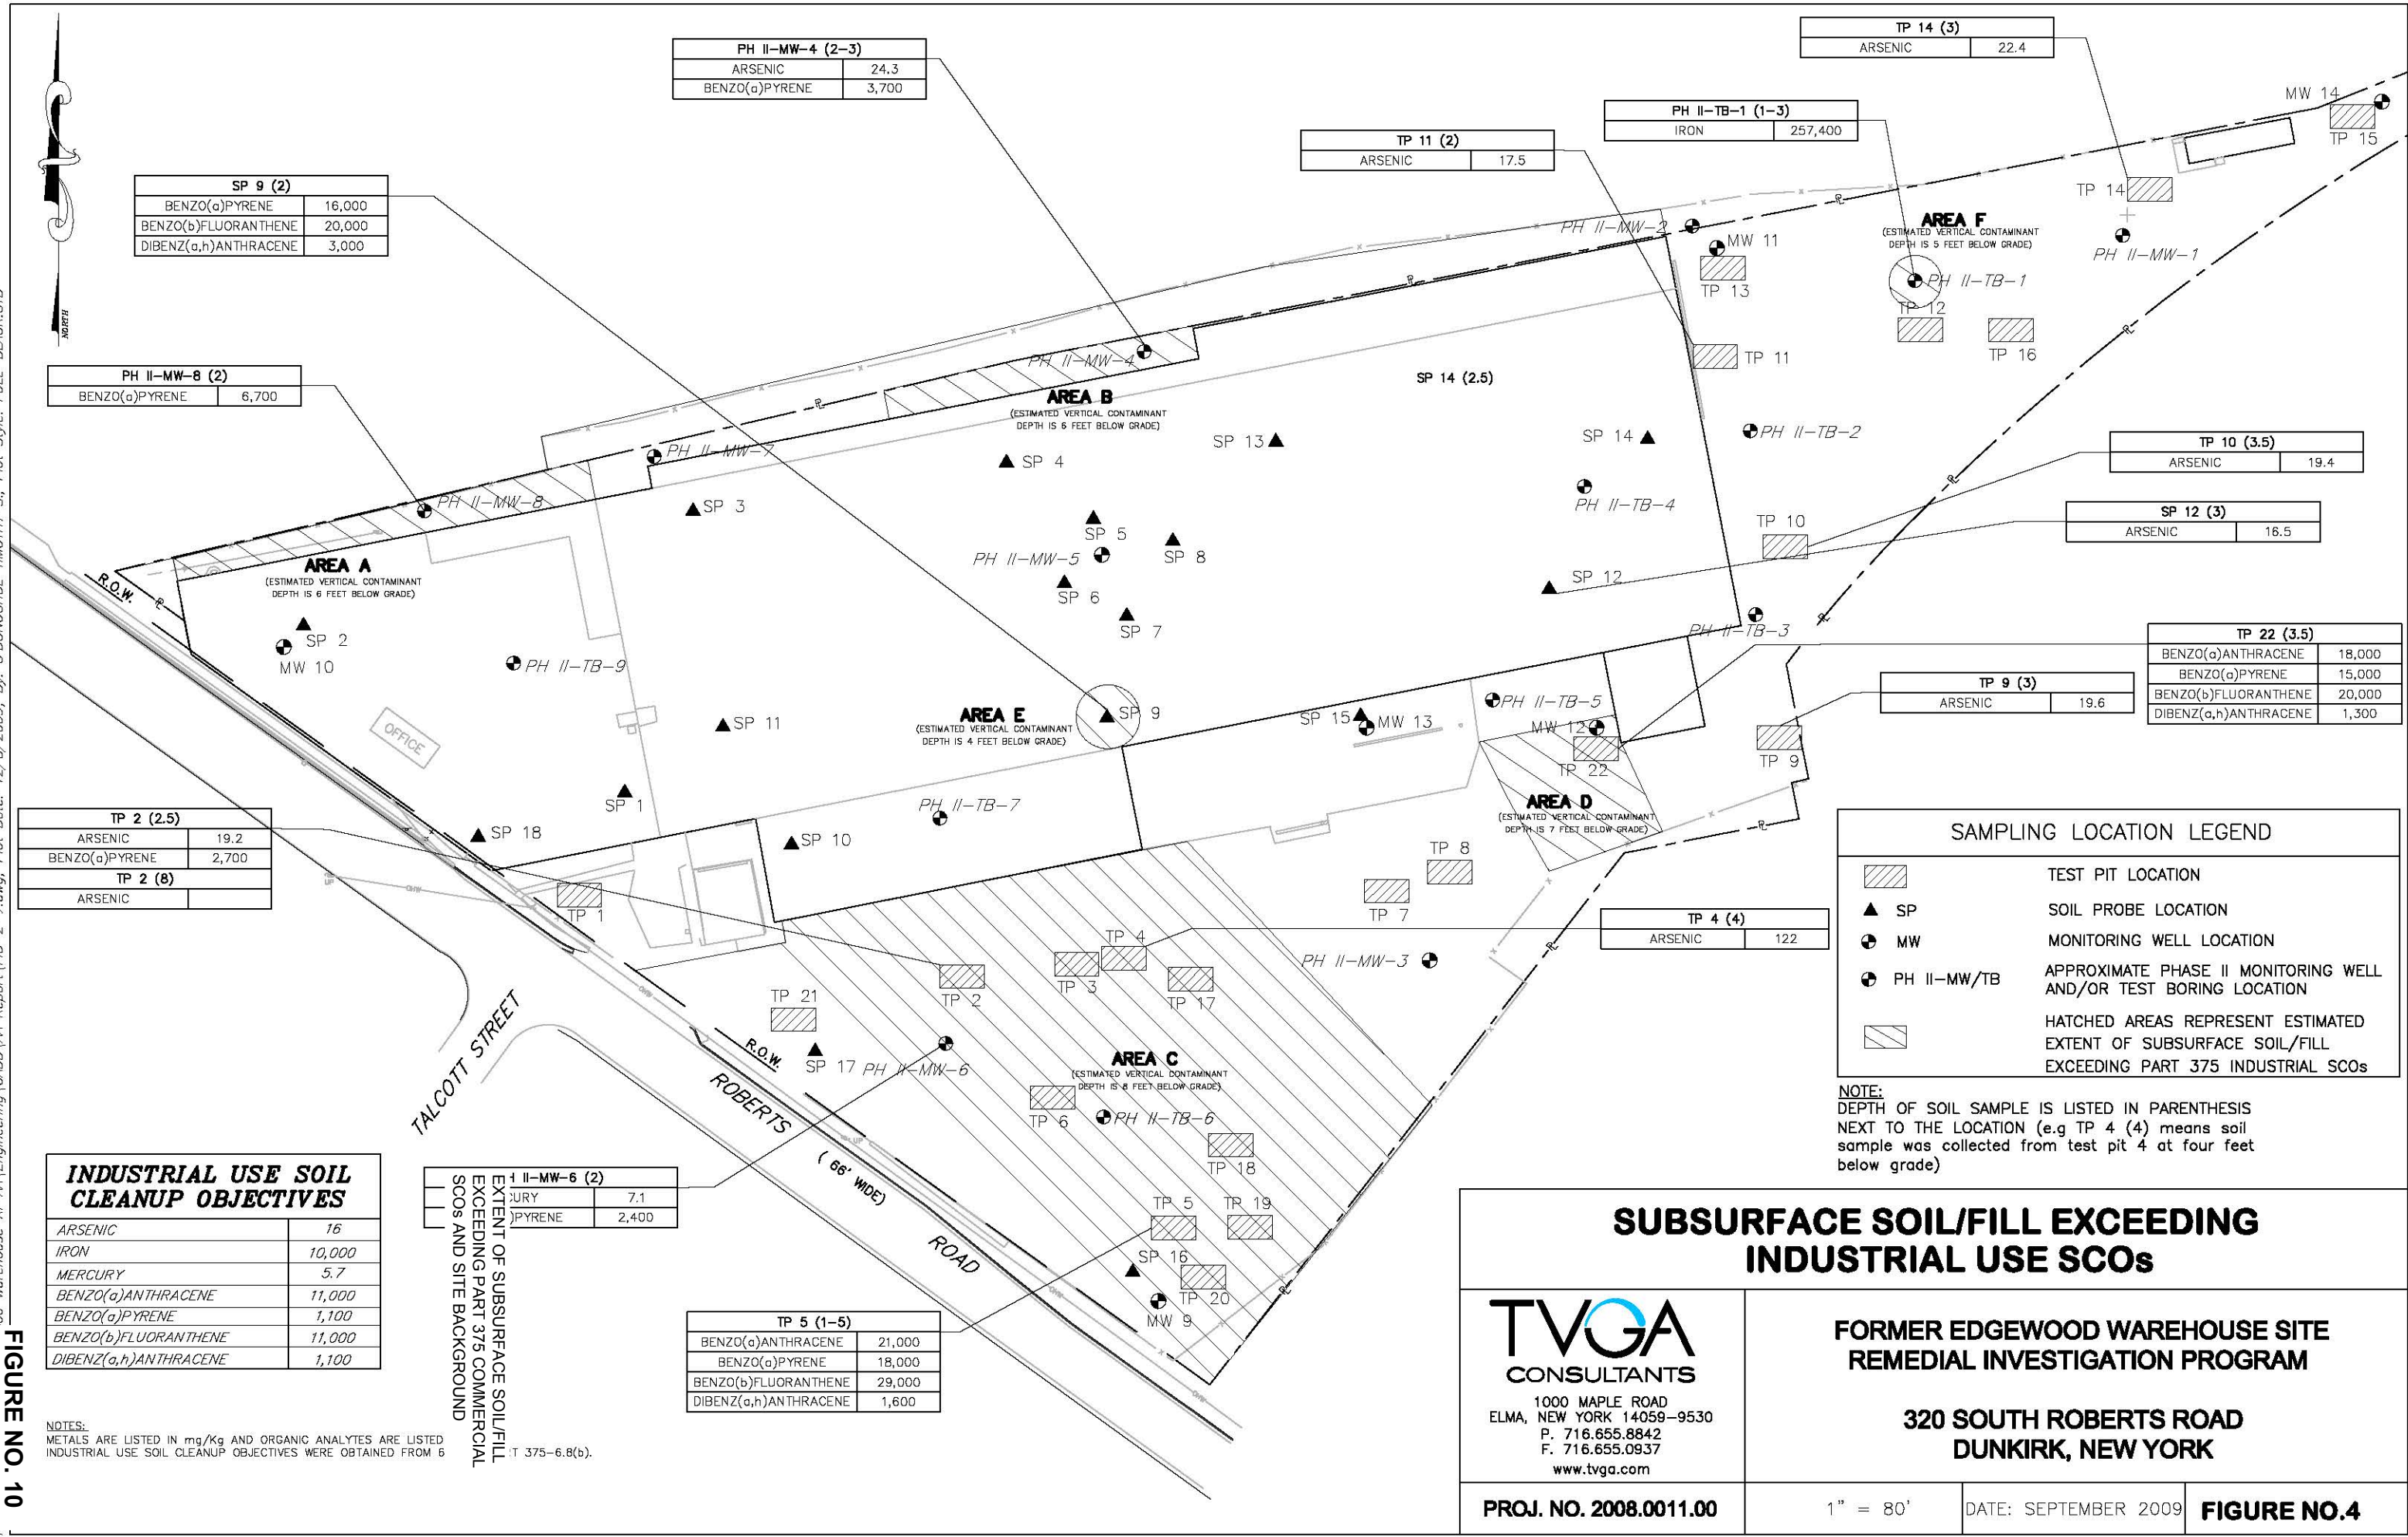 PH II-MW-4 (2-3)
ARSENIC 24.3
BENZO(a)PYRENE 3,700
TP 14 (3)
ARSENIC 22.4
PH II-TB-1 (1-3)
IRON 257,400
TP 11 (2)
ARSENIC 17.5
SP 9 (2)
BENZO(a)PYRENE 16,000
BENZO(b)FLUORANTHENE 20,000
DIBENZ(a,h)ANTHRACENE 3,000
NORTH
PH II-MW-8 (2)
BENZO(a)PYRENE 6,700
MW 14
TP 15
TP 14
PH II-MW-1
AREA F
(ESTIMATED VERTICAL CONTAMINANT
DEPTH IS 5 FEET BELOW GRADE)
PH II-TB-1
TP 12
TP 16
PH II-MW-2
MW 11
TP 13
TP 11
SP 14 (2.5)
PH II-MW-4
AREA B
(ESTIMATED VERTICAL CONTAMINANT
DEPTH IS 6 FEET BELOW GRADE)
SP 13
SP 14
PH II-TB-2
SP 4
PH II-MW-7
PH II-MW-8
SP 3
PH II-TB-4
SP 5
PH II-MW-5
SP 8
SP 6
SP 7
TP 10
SP 12
PH II-TB-3
TP 10 (3.5)
ARSENIC 19.4
SP 12 (3)
ARSENIC 16.5
TP 22 (3.5)
BENZO(a)ANTHRACENE 18,000
BENZO(a)PYRENE 15,000
BENZO(b)FLUORANTHENE 20,000
DIBENZ(a,h)ANTHRACENE 1,300
TP 9 (3)
ARSENIC 19.6
AREA A
(ESTIMATED VERTICAL CONTAMINANT
DEPTH IS 6 FEET BELOW GRADE)
R.O.W.
SP 2
MW 10
PH II-TB-9
OFFICE
SP 11
SP 1
SP 18
AREA E
(ESTIMATED VERTICAL CONTAMINANT
DEPTH IS 4 FEET BELOW GRADE)
SP 9
SP 15
MW 13
PH II-TB-5
MW 12
TP 22
TP 9
AREA D
(ESTIMATED VERTICAL CONTAMINANT
DEPTH IS 7 FEET BELOW GRADE)
PH II-TB-7
SP 10
TP 8
TP 7
TP 2 (2.5)
ARSENIC 19.2
BENZO(a)PYRENE 2,700
TP 2 (8)
ARSENIC
TP 1
TP 4 (4)
ARSENIC 122
TP 4
TP 3
TP 17
TP 2
PH II-MW-3
TP 21
SP 17
PH II-MW-6
R.O.W.
AREA C
(ESTIMATED VERTICAL CONTAMINANT
DEPTH IS 8 FEET BELOW GRADE)
TP 6
PH II-TB-6
TP 18
TP 5
TP 19
SP 16
TP 20
MW 9
TALCOTT STREET
ROBERTS
ROAD
( 66' WIDE)
SAMPLING LOCATION LEGEND
TEST PIT LOCATION
SP SOIL PROBE LOCATION
MW MONITORING WELL LOCATION
PH II-MW/TB APPROXIMATE PHASE II MONITORING WELL
AND/OR TEST BORING LOCATION
HATCHED AREAS REPRESENT ESTIMATED
EXTENT OF SUBSURFACE SOIL/FILL
EXCEEDING PART 375 INDUSTRIAL SCOs
NOTE:
DEPTH OF SOIL SAMPLE IS LISTED IN PARENTHESIS
NEXT TO THE LOCATION (e.g TP 4 (4) means soil
sample was collected from test pit 4 at four feet
below grade)
INDUSTRIAL USE SOIL
CLEANUP OBJECTIVES
ARSENIC 16
IRON 10,000
MERCURY 5.7
BENZO(a)ANTHRACENE 11,000
BENZO(a)PYRENE 1,100
BENZO(b)FLUORANTHENE 11,000
DIBENZ(a,h)ANTHRACENE 1,100
II-MW-6 (2)
URY 7.1
)PYRENE 2,400
EXTENT OF SUBSURFACE SOIL/FILL
EXCEEDING PART 375 COMMERCIAL
SCOs AND SITE BACKGROUND
TP 5 (1-5)
BENZO(a)ANTHRACENE 21,000
BENZO(a)PYRENE 18,000
BENZO(b)FLUORANTHENE 29,000
DIBENZ(a,h)ANTHRACENE 1,600
NOTES:
METALS ARE LISTED IN mg/Kg AND ORGANIC ANALYTES ARE LISTED
INDUSTRIAL USE SOIL CLEANUP OBJECTIVES WERE OBTAINED FROM 6 T 375-6.8(b).
FIGURE NO. 10
SUBSURFACE SOIL/FILL EXCEEDING
INDUSTRIAL USE SCOs
TVGA
CONSULTANTS
1000 MAPLE ROAD
ELMA, NEW YORK 14059-9530
P. 716.655.8842
F. 716.655.0937
www.tvga.com
FORMER EDGEWOOD WAREHOUSE SITE
REMEDIAL INVESTIGATION PROGRAM
320 SOUTH ROBERTS ROAD
DUNKIRK, NEW YORK
PROJ. NO. 2008.0011.00
1" = 80'
DATE: SEPTEMBER 2009
FIGURE NO.4